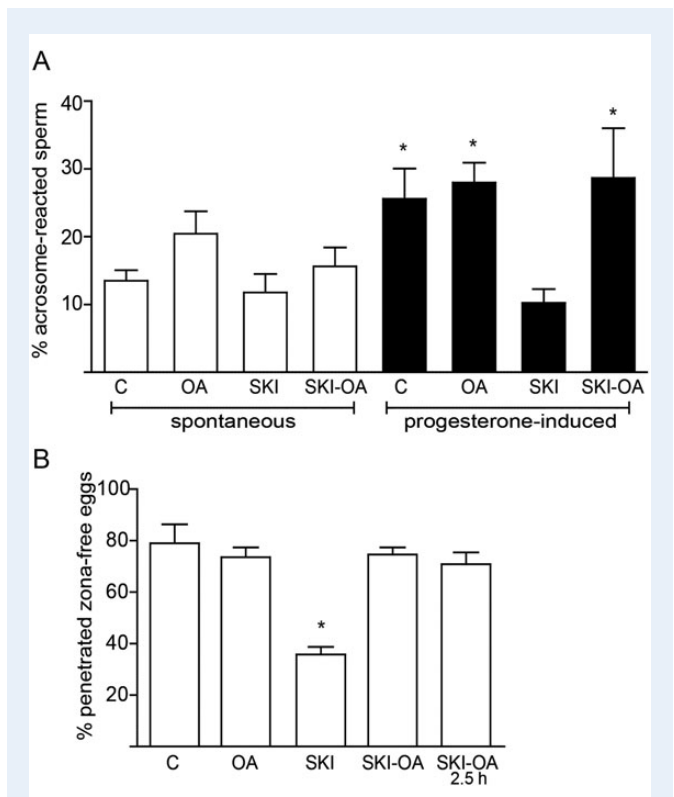 A
% acrosome-reacted sperm
40
30
20
10
* * *
C OA SKI SKI-OA C OA SKI SKI-OA
spontaneous progesterone-induced
B
% penetrated zona-free eggs
100
80
60
40
20
*
C OA SKI SKI-OA SKI-OA
2.5 h